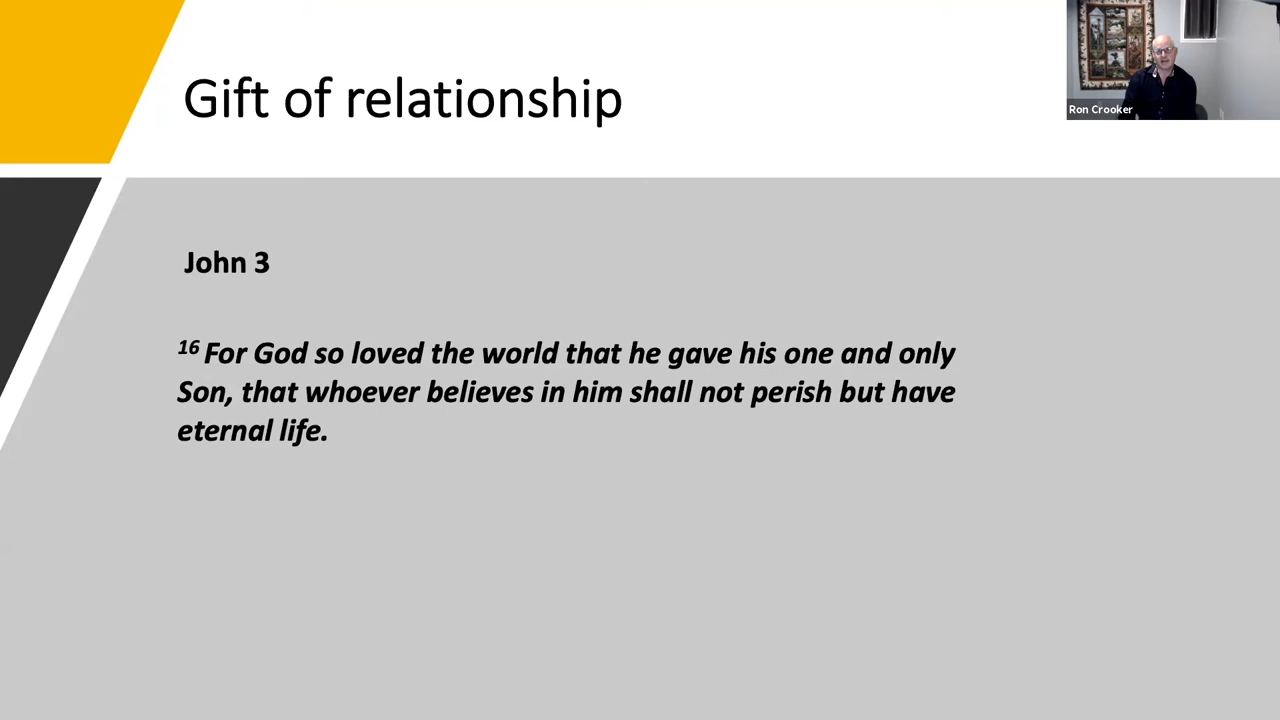 Gift of relationship
Ron Crooker
John 3
16 For God so loved the world that he gave his one and only
Son, that whoever believes in him shall not perish but have
eternal life.